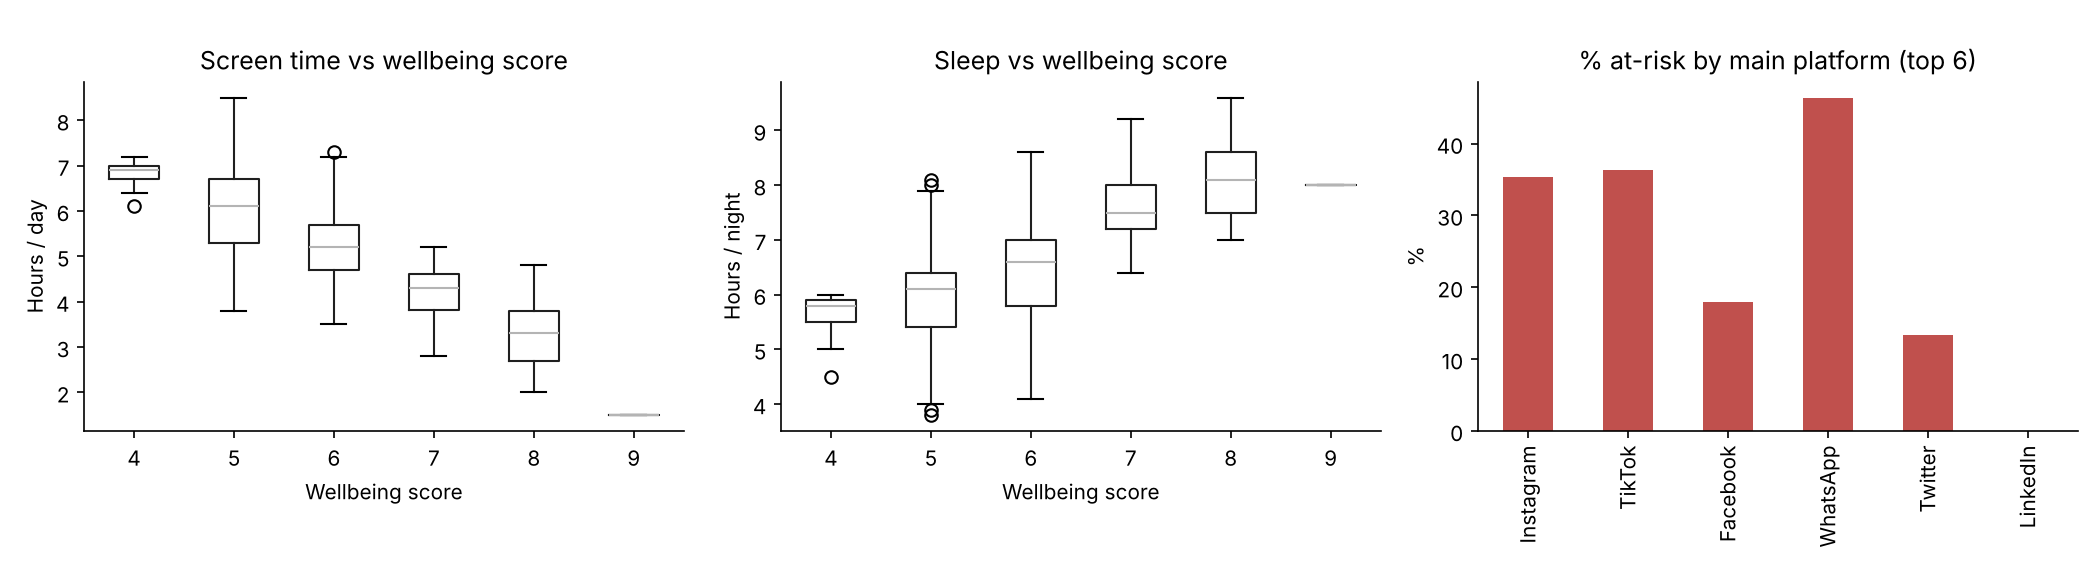 Screen time vs wellbeing score
Hours / day
8
7
6
5
4
3
2
4 5 6 7 8 9
Wellbeing score
Sleep vs wellbeing score
Hours / night
9
8
7
6
5
4
4 5 6 7 8 9
Wellbeing score
% at-risk by main platform (top 6)
%
40
30
20
10
0
Instagram
TikTok
Facebook
WhatsApp
Twitter
LinkedIn